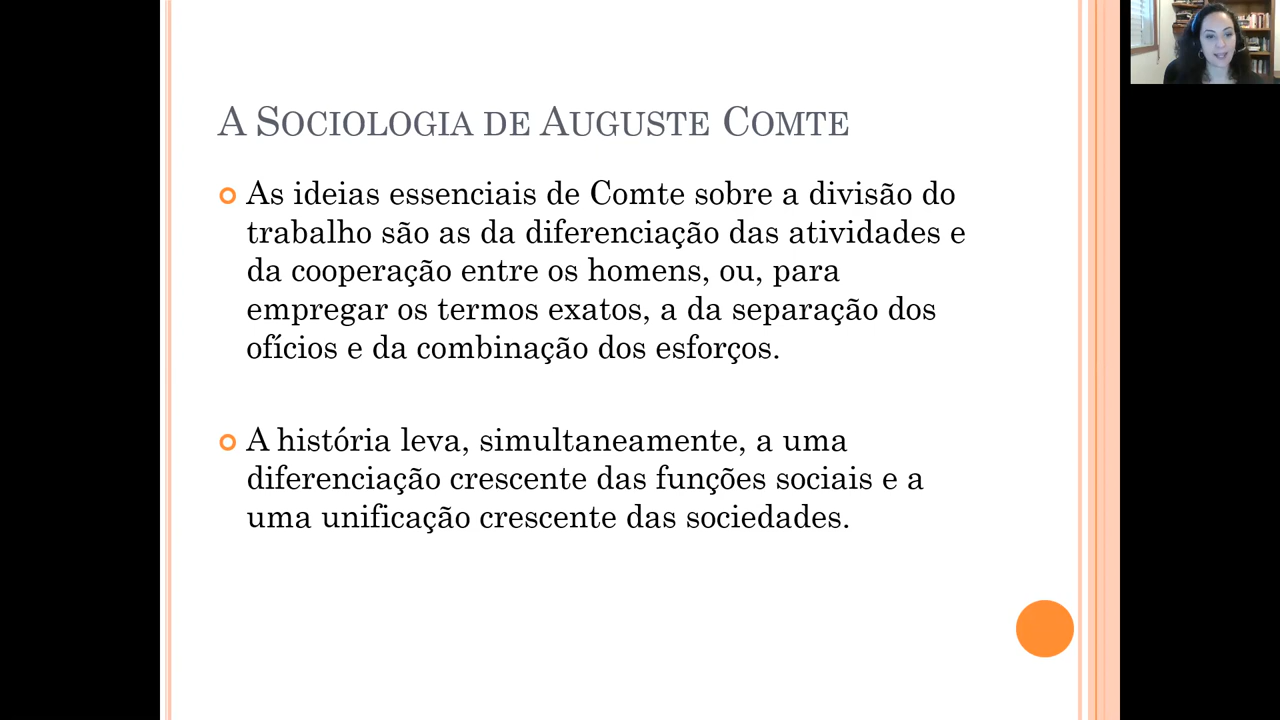 A Sociologia de Auguste Comte
As ideias essenciais de Comte sobre a divisão do
trabalho são as da diferenciação das atividades e
da cooperação entre os homens, ou, para
empregar os termos exatos, a da separação dos
ofícios e da combinação dos esforços.
A história leva, simultaneamente, a uma
diferenciação crescente das funções sociais e a
uma unificação crescente das sociedades.